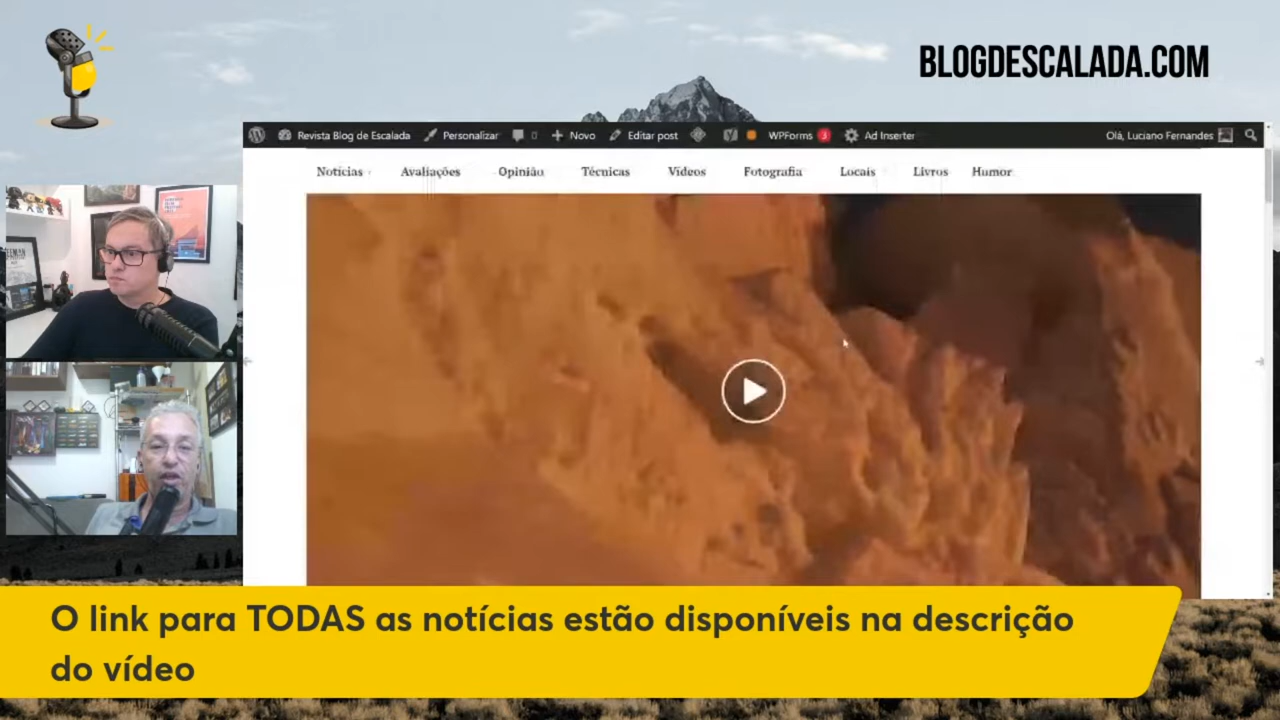 BLOGDESCALADA.COM
Revista Blog de Escalada Personalizar 0 Novo Editar post WPForms 3 Ad Inserter Olá, Luciano Fernandes
Notícias Avaliações Opinião Técnicas Vídeos Fotografia Locais Livros Humor
O link para TODAS as notícias estão disponíveis na descrição
do vídeo